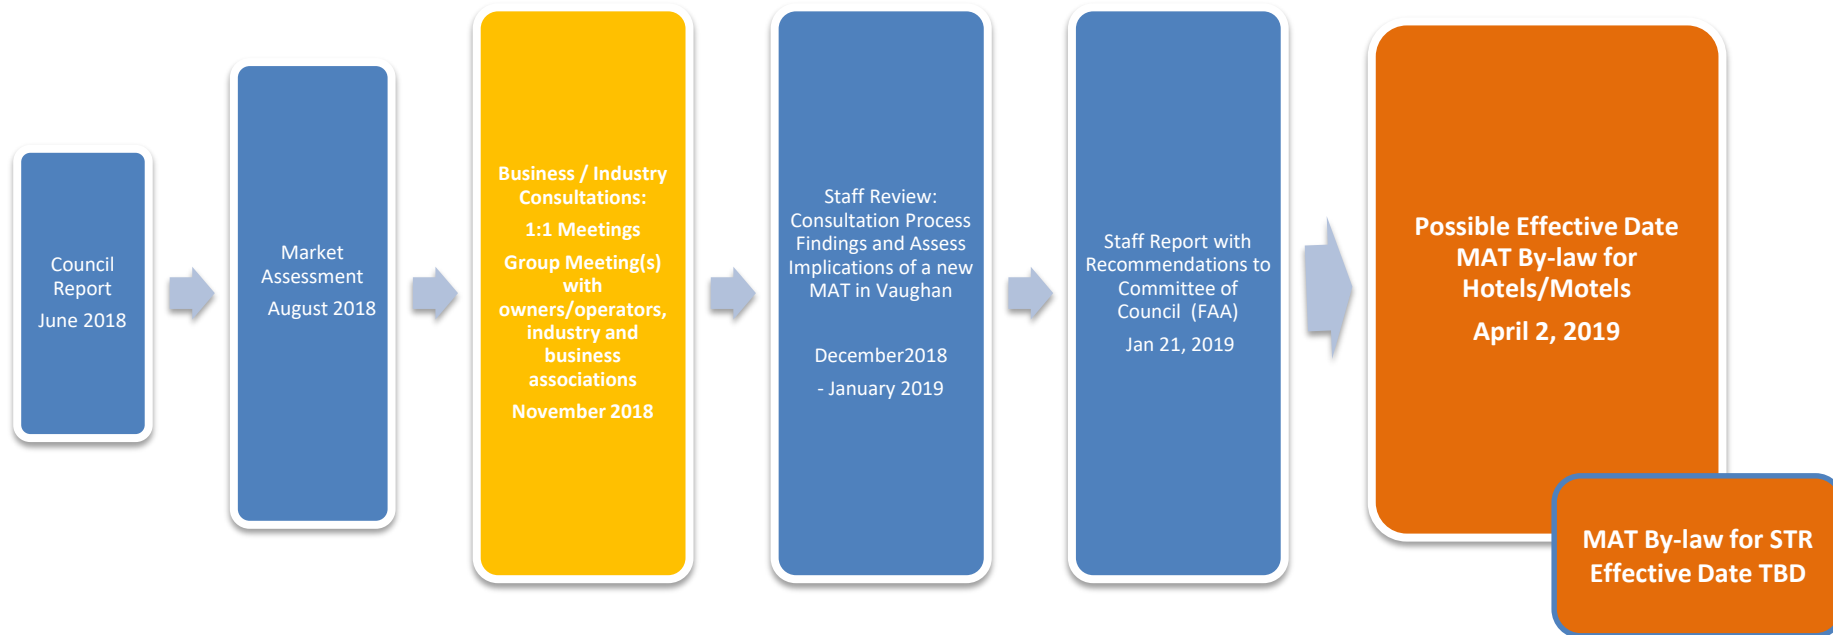 Council
Report
June 2018
Market
Assessment
August 2018
Business / Industry
Consultations:
1:1 Meetings
Group Meeting(s)
with
owners/operators,
industry and
business
associations
November 2018
Staff Review:
Consultation Process
Findings and Assess
Implications of a new
MAT in Vaughan
December2018
- January 2019
Staff Report with
Recommendations to
Committee of
Council (FAA)
Jan 21, 2019
Possible Effective Date
MAT By-law for
Hotels/Motels
April 2, 2019
MAT By-law for STR
Effective Date TBD